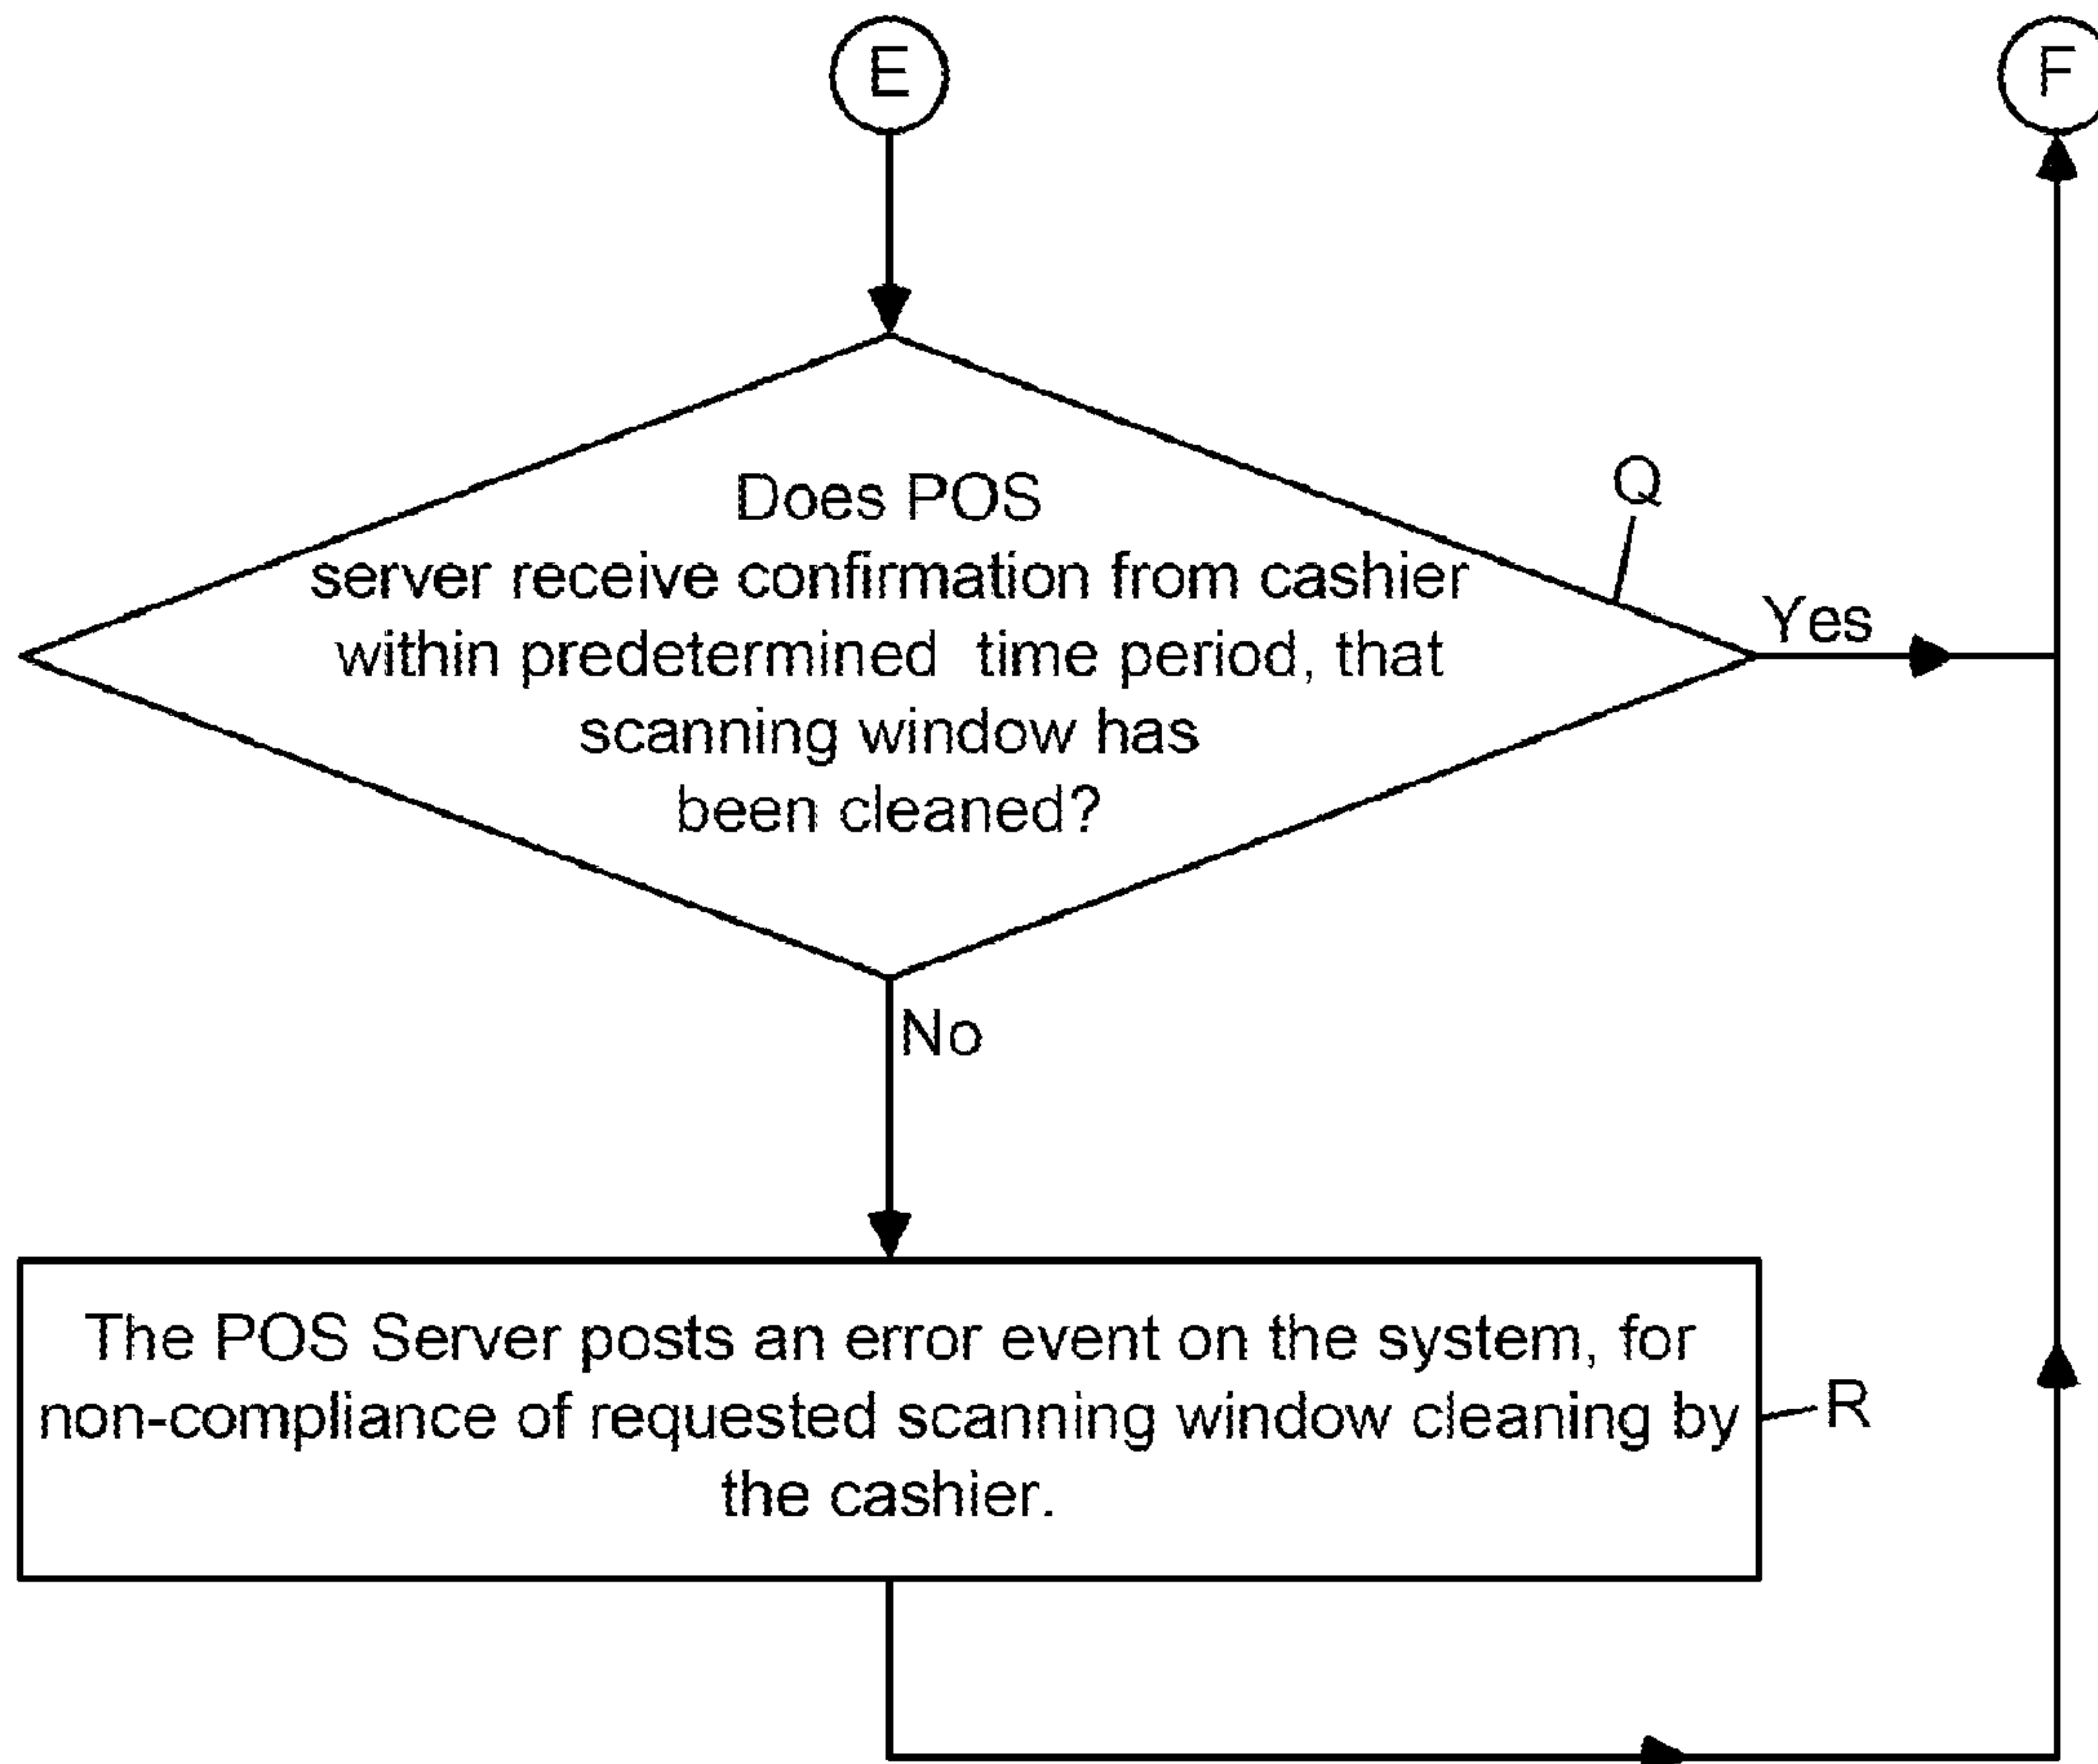 E
F
Does POS
server receive confirmation from cashier
within predetermined time period, that
scanning window has
been cleaned?
Q
Yes
No
The POS Server posts an error event on the system, for
non-compliance of requested scanning window cleaning by
the cashier.
R